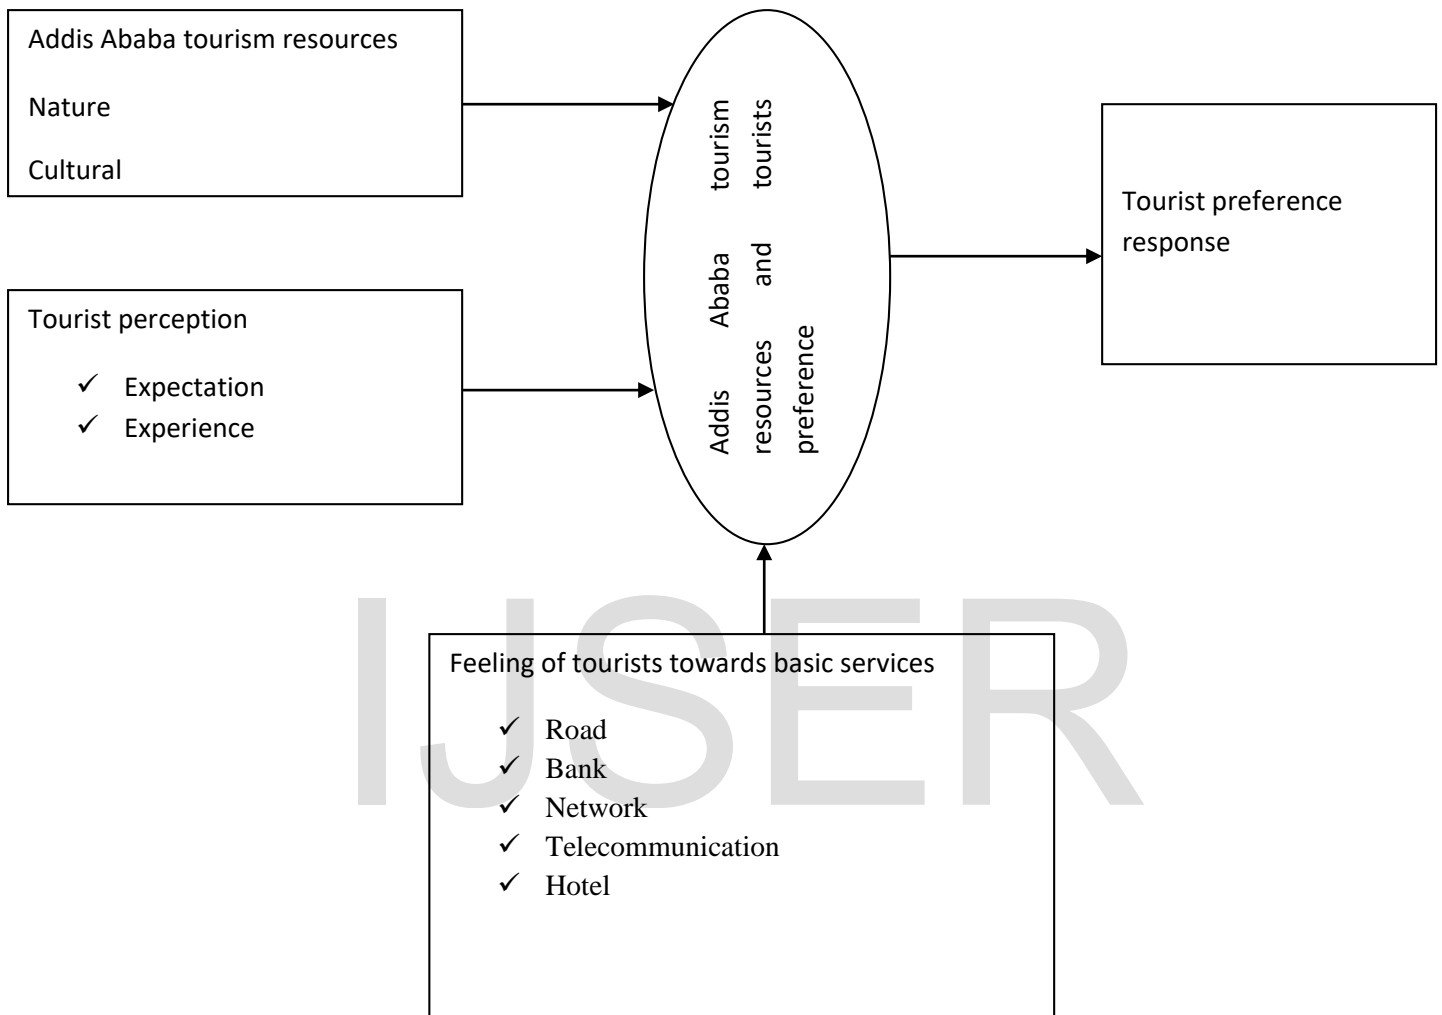 Addis Ababa tourism resources
Nature
Cultural
Tourist perception
✓ Expectation
✓ Experience
Addis Ababa tourism
resources and tourists
preference
Tourist preference
response
Feeling of tourists towards basic services
✓ Road
✓ Bank
✓ Network
✓ Telecommunication
✓ Hotel
IJSER